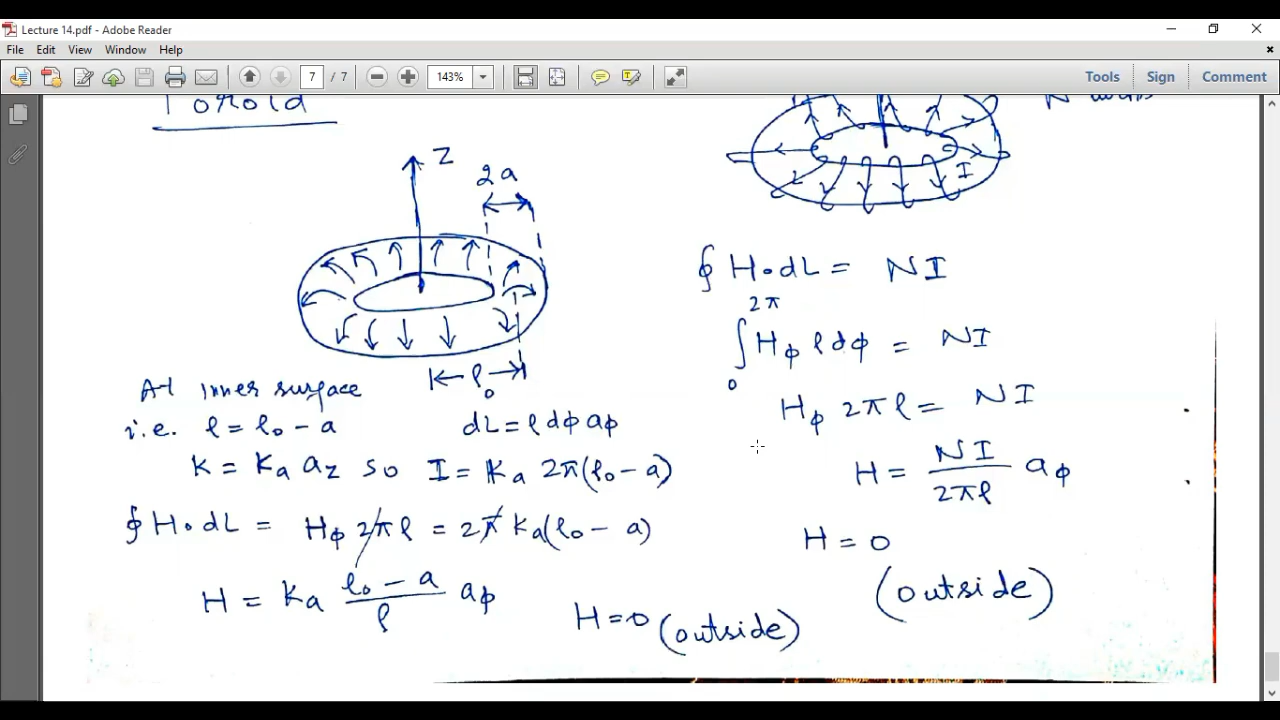 Lecture 14.pdf - Adobe Reader
File Edit View Window Help
7 / 7 143% Tools Sign Comment
Toroid
N turns
Z
2a
I
ρ₀
At inner surface
i.e. ρ = ρ₀ - a
dL = ρ dϕ aϕ
K = Ka az so I = Ka 2π(ρ₀ - a)
∮ H • dL = Hϕ 2πρ = 2π Ka(ρ₀ - a)
H = Ka (ρ₀ - a)/ρ aϕ
H = 0 (outside)
∮ H • dL = NI
∫₀^2π Hϕ ρ dϕ = NI
Hϕ 2πρ = NI
H = NI/2πρ aϕ
H = 0
(outside)